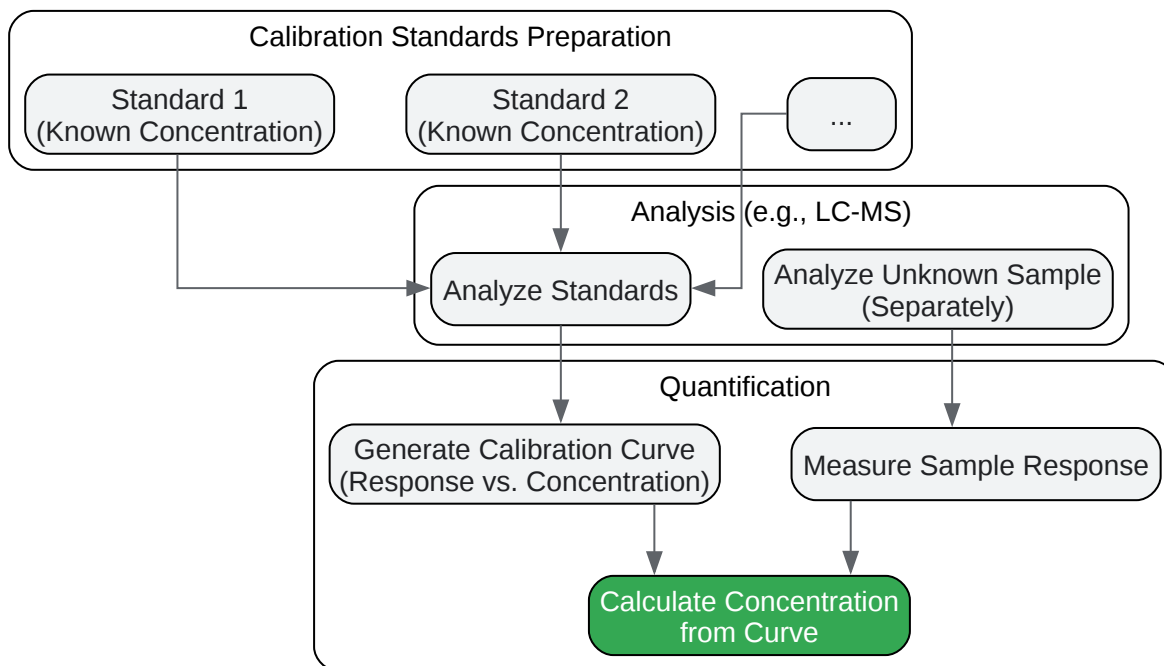 Calibration Standards Preparation
Standard 1
(Known Concentration)
Standard 2
(Known Concentration)
...
Analysis (e.g., LC-MS)
Analyze Standards
Analyze Unknown Sample
(Separately)
Quantification
Generate Calibration Curve
(Response vs. Concentration)
Measure Sample Response
Calculate Concentration
from Curve